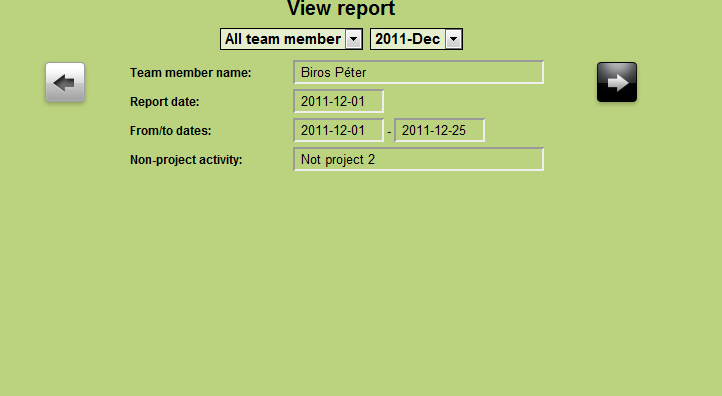 View report
All team member 2011-Dec
Team member name: Biros Péter
Report date: 2011-12-01
From/to dates: 2011-12-01 - 2011-12-25
Non-project activity: Not project 2